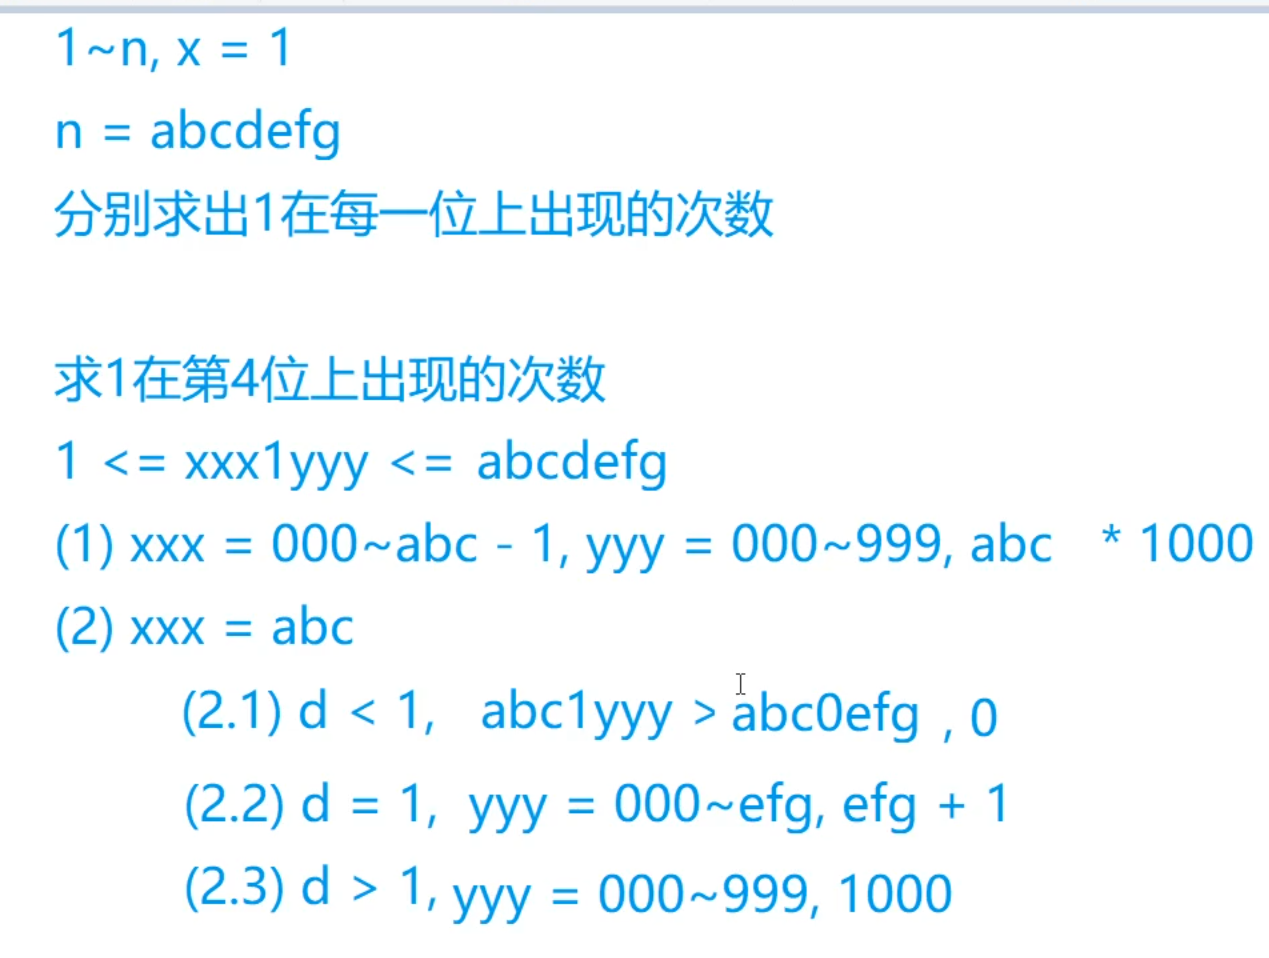 1~n, x = 1
n = abcdefg
分别求出1在每一位上出现的次数
求1在第4位上出现的次数
1 <= xxx1yyy <= abcdefg
(1) xxx = 000~abc - 1, yyy = 000~999, abc * 1000
(2) xxx = abc
(2.1) d < 1, abc1yyy > abc0efg , 0
(2.2) d = 1, yyy = 000~efg, efg + 1
(2.3) d > 1, yyy = 000~999, 1000